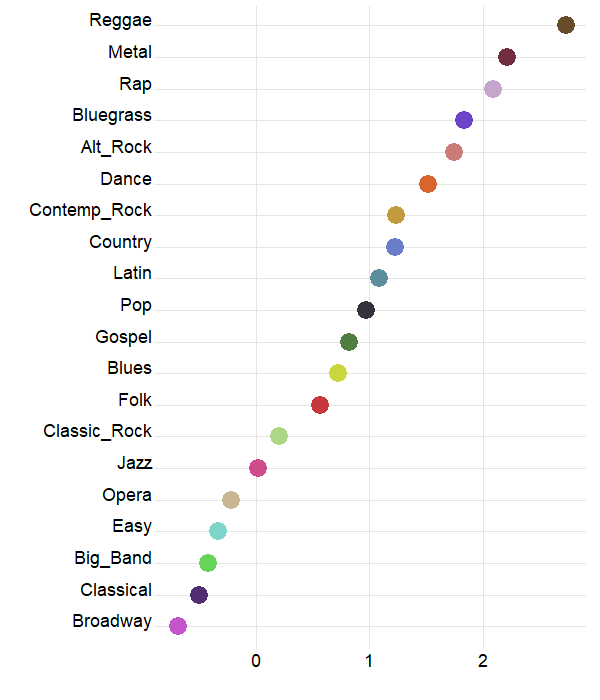 Reggae
Metal
Rap
Bluegrass
Alt_Rock
Dance
Contemp_Rock
Country
Latin
Pop
Gospel
Blues
Folk
Classic_Rock
Jazz
Opera
Easy
Big_Band
Classical
Broadway
0 1 2